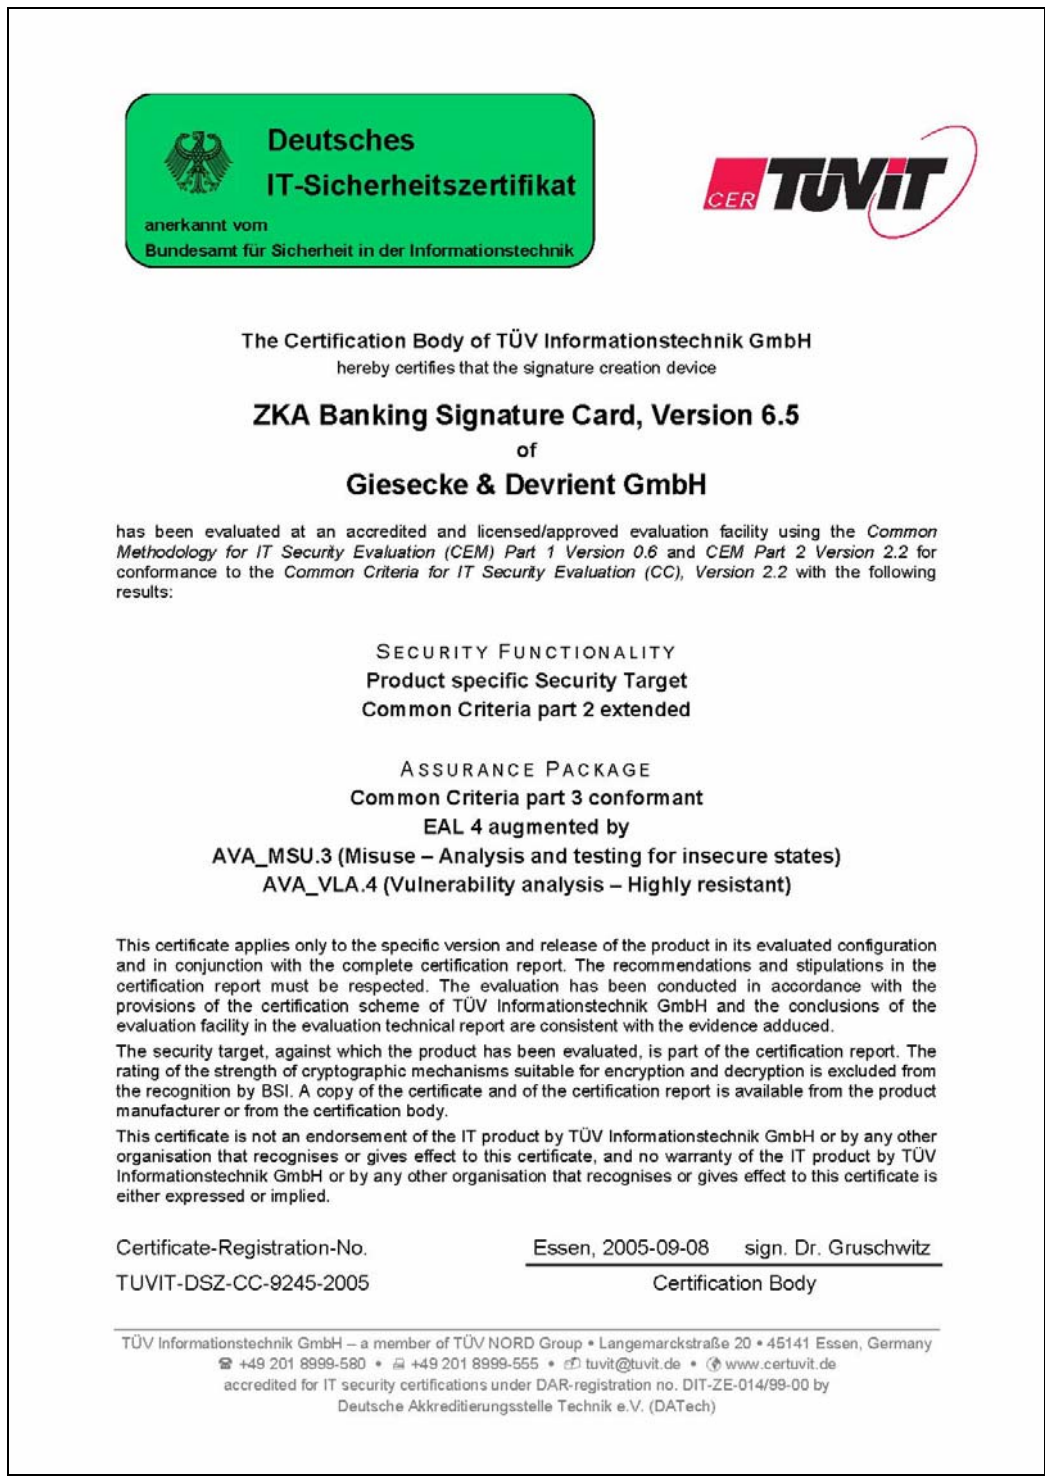 Deutsches
IT-Sicherheitszertifikat
anerkannt vom
Bundesamt für Sicherheit in der Informationstechnik
CER TÜViT
The Certification Body of TÜV Informationstechnik GmbH
hereby certifies that the signature creation device
ZKA Banking Signature Card, Version 6.5
of
Giesecke & Devrient GmbH
has been evaluated at an accredited and licensed/approved evaluation facility using the Common
Methodology for IT Security Evaluation (CEM) Part 1 Version 0.6 and CEM Part 2 Version 2.2 for
conformance to the Common Criteria for IT Security Evaluation (CC), Version 2.2 with the following
results:
SECURITY FUNCTIONALITY
Product specific Security Target
Common Criteria part 2 extended
ASSURANCE PACKAGE
Common Criteria part 3 conformant
EAL 4 augmented by
AVA_MSU.3 (Misuse – Analysis and testing for insecure states)
AVA_VLA.4 (Vulnerability analysis – Highly resistant)
This certificate applies only to the specific version and release of the product in its evaluated configuration
and in conjunction with the complete certification report. The recommendations and stipulations in the
certification report must be respected. The evaluation has been conducted in accordance with the
provisions of the certification scheme of TÜV Informationstechnik GmbH and the conclusions of the
evaluation facility in the evaluation technical report are consistent with the evidence adduced.
The security target, against which the product has been evaluated, is part of the certification report. The
rating of the strength of cryptographic mechanisms suitable for encryption and decryption is excluded from
the recognition by BSI. A copy of the certificate and of the certification report is available from the product
manufacturer or from the certification body.
This certificate is not an endorsement of the IT product by TÜV Informationstechnik GmbH or by any other
organisation that recognises or gives effect to this certificate, and no warranty of the IT product by TÜV
Informationstechnik GmbH or by any other organisation that recognises or gives effect to this certificate is
either expressed or implied.
Certificate-Registration-No.
TUVIT-DSZ-CC-9245-2005
Essen, 2005-09-08 sign. Dr. Gruschwitz
Certification Body
TÜV Informationstechnik GmbH – a member of TÜV NORD Group • Langemarckstraße 20 • 45141 Essen, Germany
☎ +49 201 8999-580 • +49 201 8999-555 • tuvit@tuvit.de • www.certuvit.de
accredited for IT security certifications under DAR-registration no. DIT-ZE-014/99-00 by
Deutsche Akkreditierungsstelle Technik e.V. (DATech)